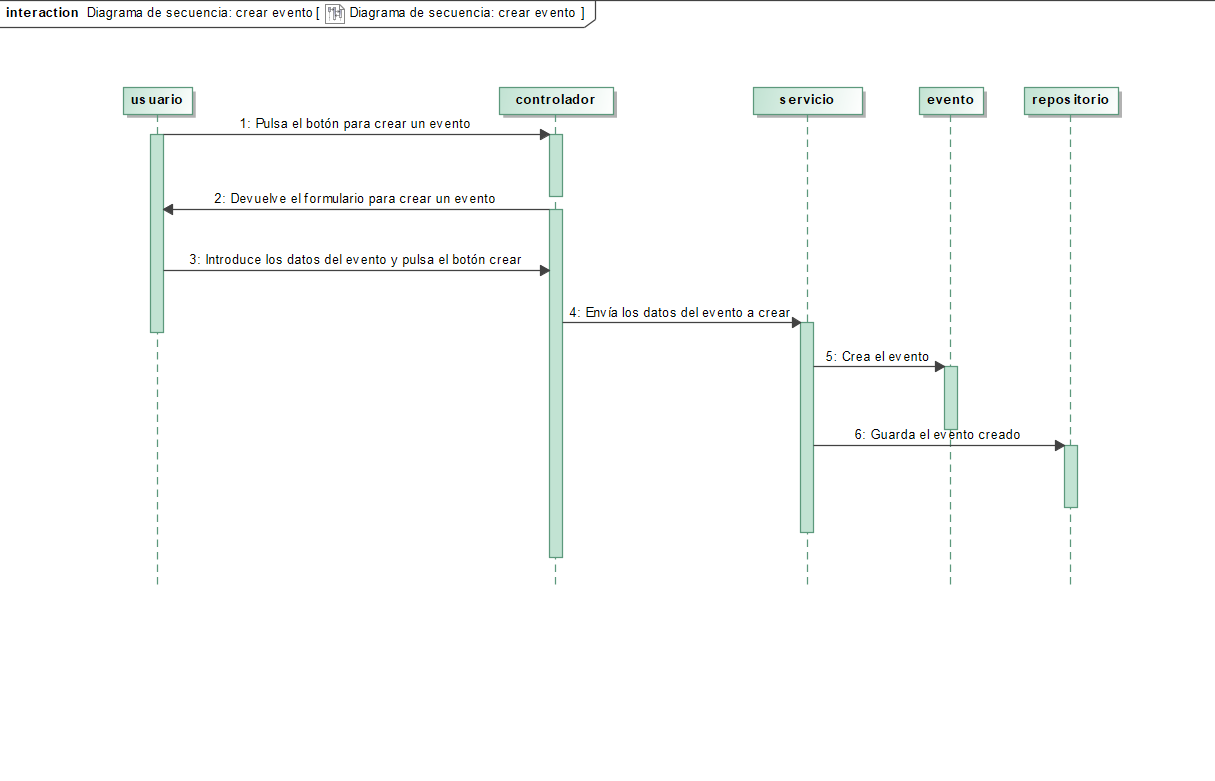 interaction Diagrama de secuencia: crear evento [ Diagrama de secuencia: crear evento ]
usuario controlador servicio evento repositorio
1: Pulsa el botón para crear un evento
2: Devuelve el formulario para crear un evento
3: Introduce los datos del evento y pulsa el botón crear
4: Envía los datos del evento a crear
5: Crea el evento
6: Guarda el evento creado